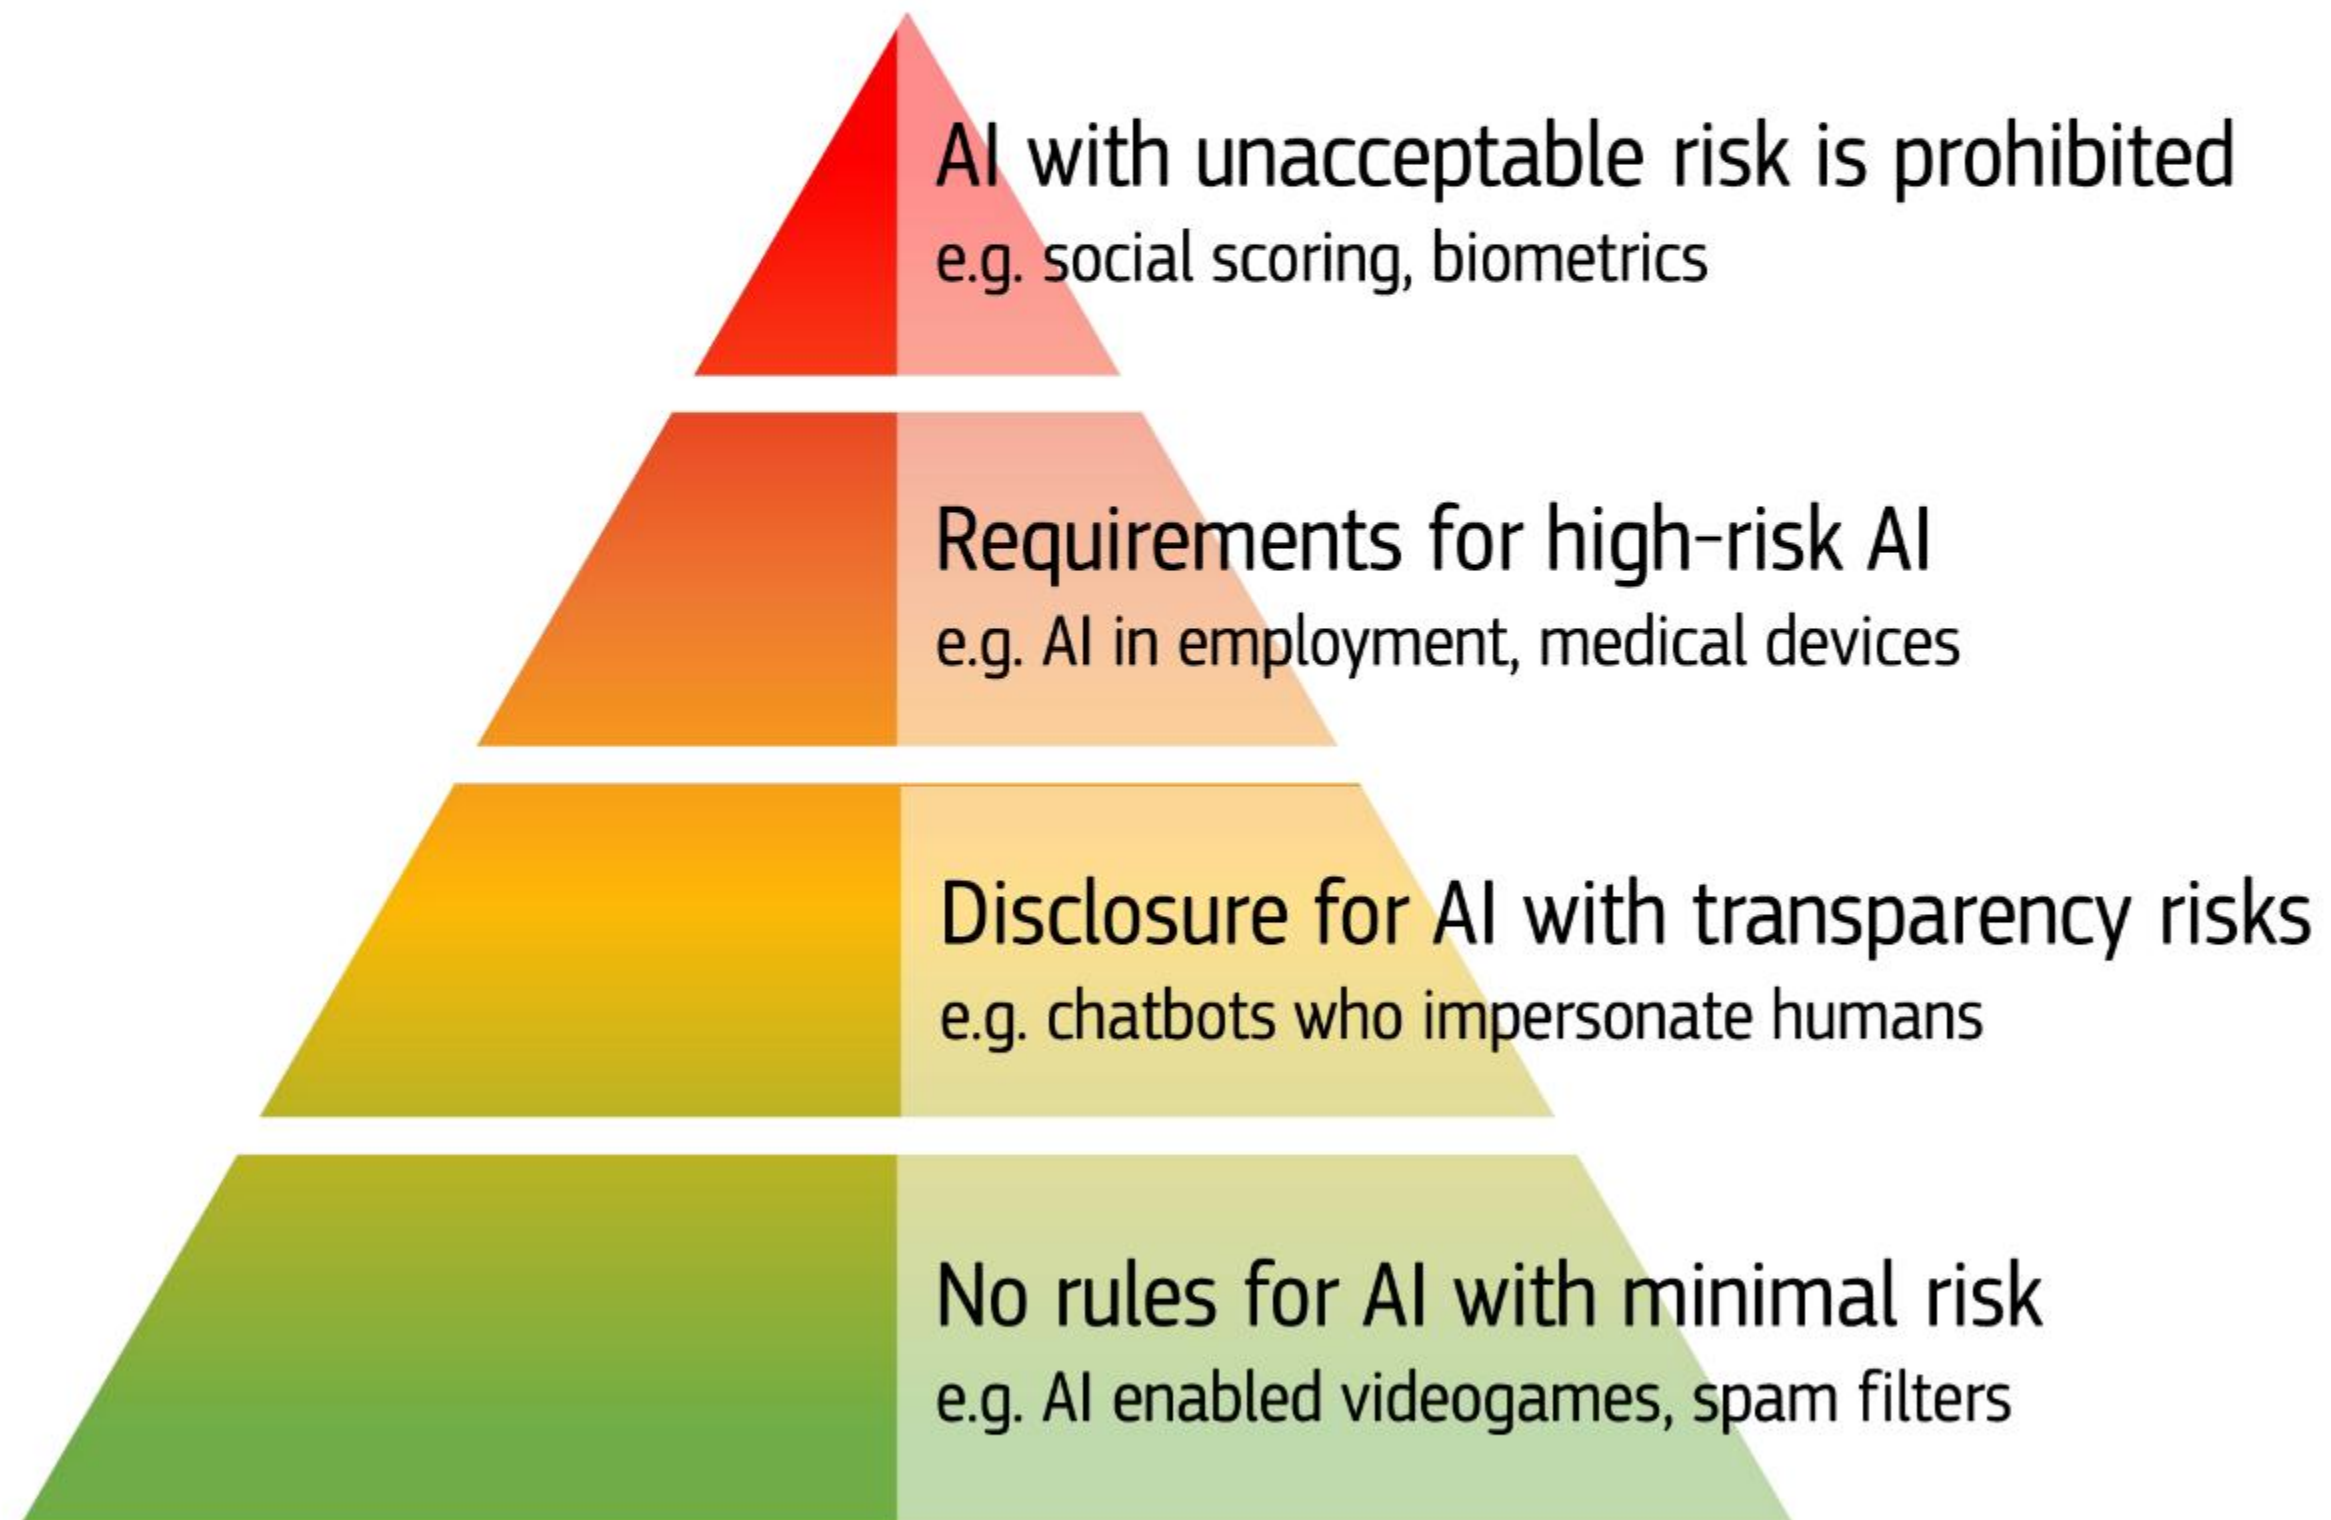 AI with unacceptable risk is prohibited
e.g. social scoring, biometrics
Requirements for high-risk AI
e.g. AI in employment, medical devices
Disclosure for AI with transparency risks
e.g. chatbots who impersonate humans
No rules for AI with minimal risk
e.g. AI enabled videogames, spam filters